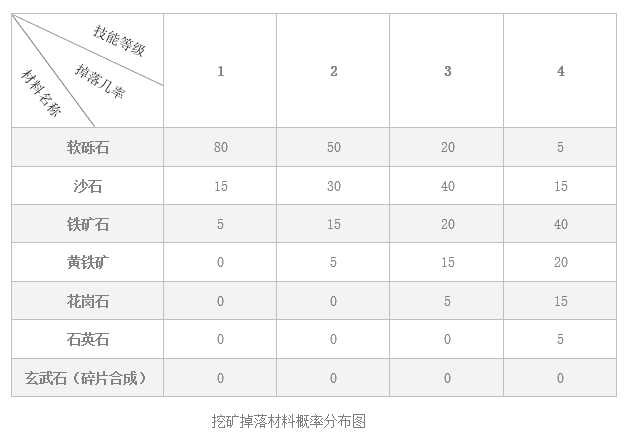 技能等级
掉落几率
材料名称
1 2 3 4
软砾石 80 50 20 5
沙石 15 30 40 15
铁矿石 5 15 20 40
黄铁矿 0 5 15 20
花岗石 0 0 5 15
石英石 0 0 0 5
玄武石（碎片合成） 0 0 0 0
挖矿掉落材料概率分布图